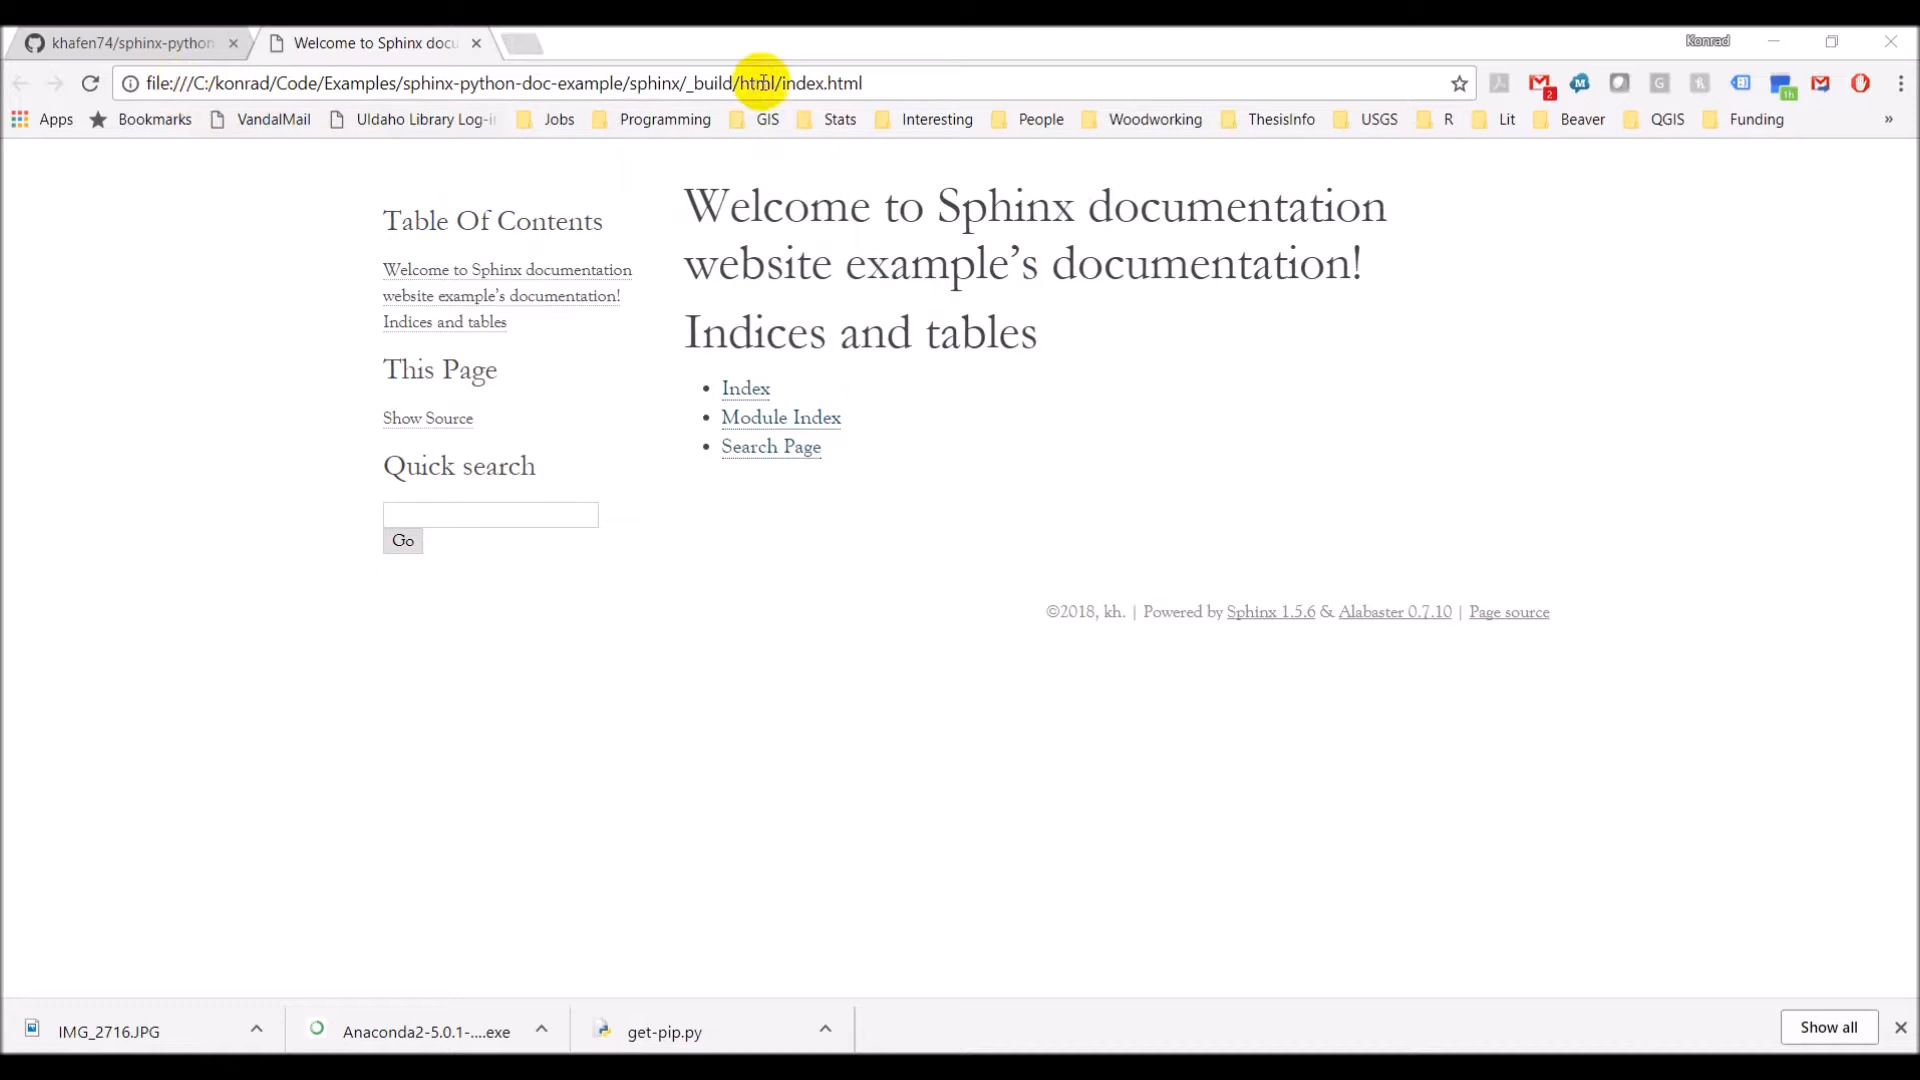 khafen74/sphinx-python
Welcome to Sphinx docu
Konrad
file:///C:/konrad/Code/Examples/sphinx-python-doc-example/sphinx/_build/html/index.html
2
M
G
1h
Apps Bookmarks VandalMail UIdaho Library Log-i Jobs Programming GIS Stats Interesting People Woodworking ThesisInfo USGS R Lit Beaver QGIS Funding »
Table Of Contents
Welcome to Sphinx documentation
website example’s documentation!
Indices and tables
This Page
Show Source
Quick search
Go
Welcome to Sphinx documentation
website example’s documentation!
Indices and tables
• Index
• Module Index
• Search Page
©2018, kh. | Powered by Sphinx 1.5.6 & Alabaster 0.7.10 | Page source
IMG_2716.JPG
Anaconda2-5.0.1-....exe
get-pip.py
Show all